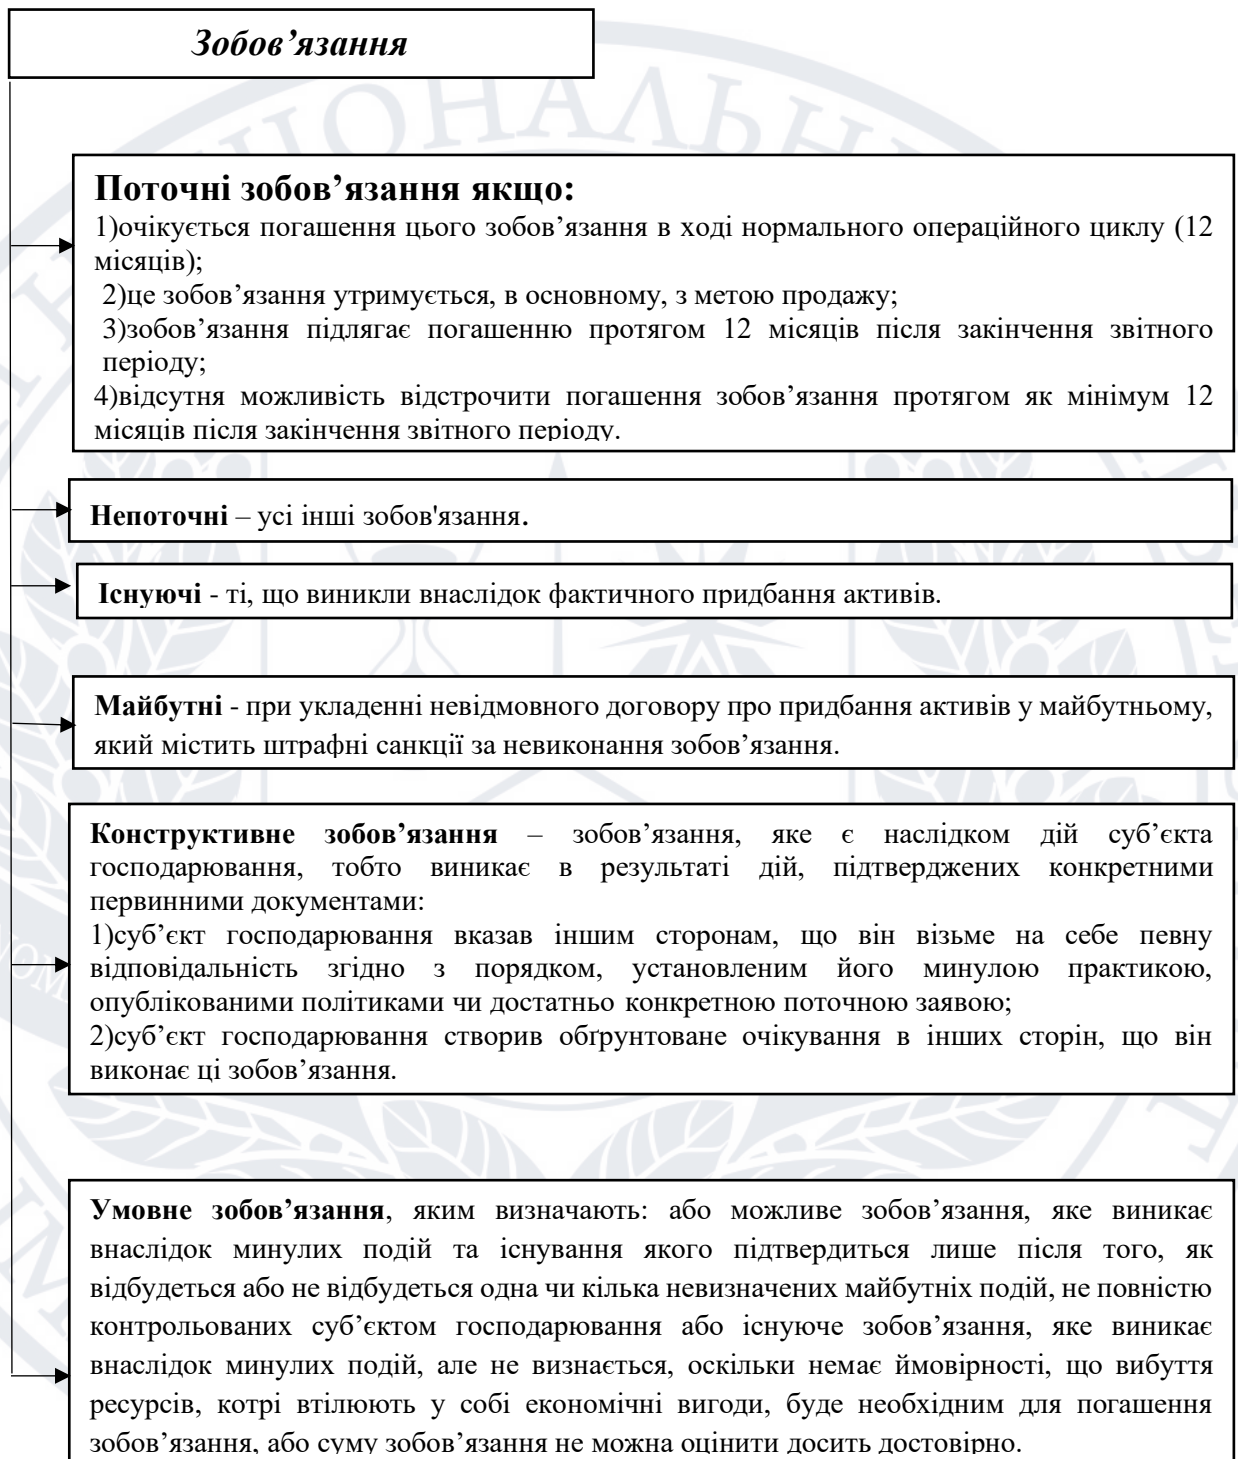 Зобов’язання
Поточні зобов’язання якщо:
1)очікується погашення цього зобов’язання в ході нормального операційного циклу (12
місяців);
2)це зобов’язання утримується, в основному, з метою продажу;
3)зобов’язання підлягає погашенню протягом 12 місяців після закінчення звітного
періоду;
4)відсутня можливість відстрочити погашення зобов’язання протягом як мінімум 12
місяців після закінчення звітного періоду.
Непоточні – усі інші зобов'язання.
Існуючі - ті, що виникли внаслідок фактичного придбання активів.
Майбутні - при укладенні невідмовного договору про придбання активів у майбутньому,
який містить штрафні санкції за невиконання зобов’язання.
Конструктивне зобов’язання – зобов’язання, яке є наслідком дій суб’єкта
господарювання, тобто виникає в результаті дій, підтверджених конкретними
первинними документами:
1)суб’єкт господарювання вказав іншим сторонам, що він візьме на себе певну
відповідальність згідно з порядком, установленим його минулою практикою,
опублікованими політиками чи достатньо конкретною поточною заявою;
2)суб’єкт господарювання створив обґрунтоване очікування в інших сторін, що він
виконає ці зобов’язання.
Умовне зобов’язання, яким визначають: або можливе зобов’язання, яке виникає
внаслідок минулих подій та існування якого підтвердиться лише після того, як
відбудеться або не відбудеться одна чи кілька невизначених майбутніх подій, не повністю
контрольованих суб’єктом господарювання або існуюче зобов’язання, яке виникає
внаслідок минулих подій, але не визнається, оскільки немає ймовірності, що вибуття
ресурсів, котрі втілюють у собі економічні вигоди, буде необхідним для погашення
зобов’язання, або суму зобов’язання не можна оцінити досить достовірно.